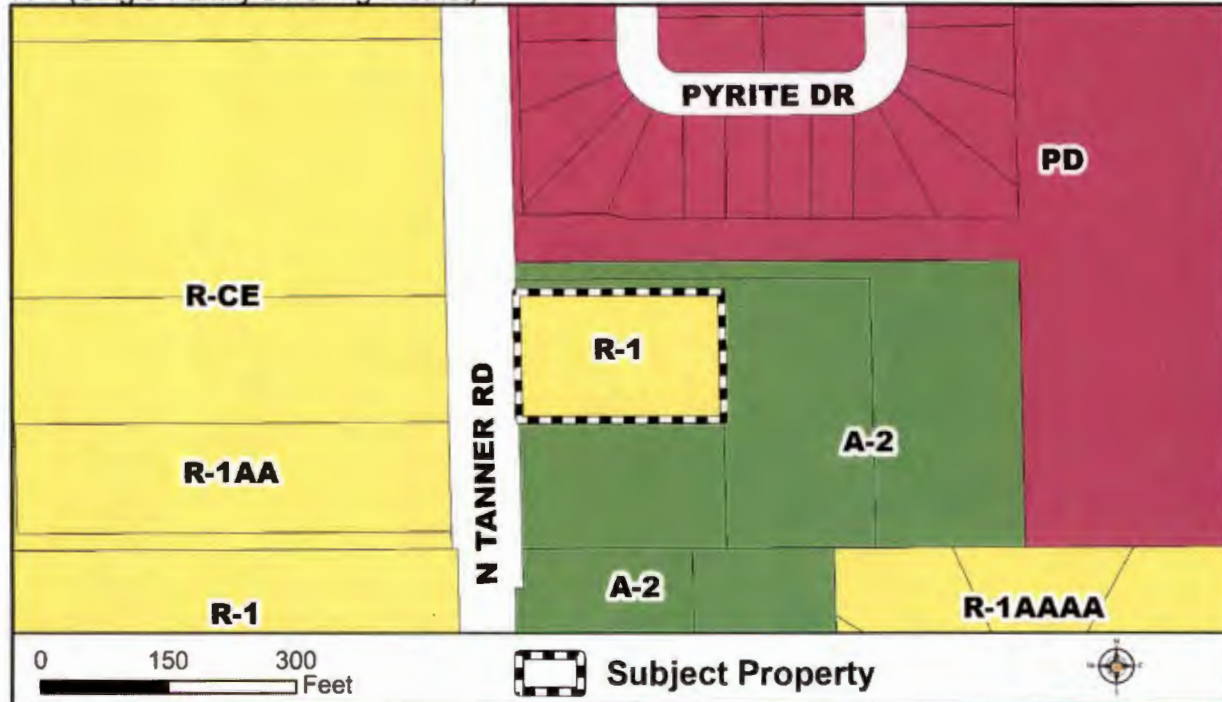 PYRITE DR
PD
R-CE
R-1
N TANNER RD
A-2
R-1AA
A-2
R-1AAAA
R-1
0 150 300
Feet
Subject Property